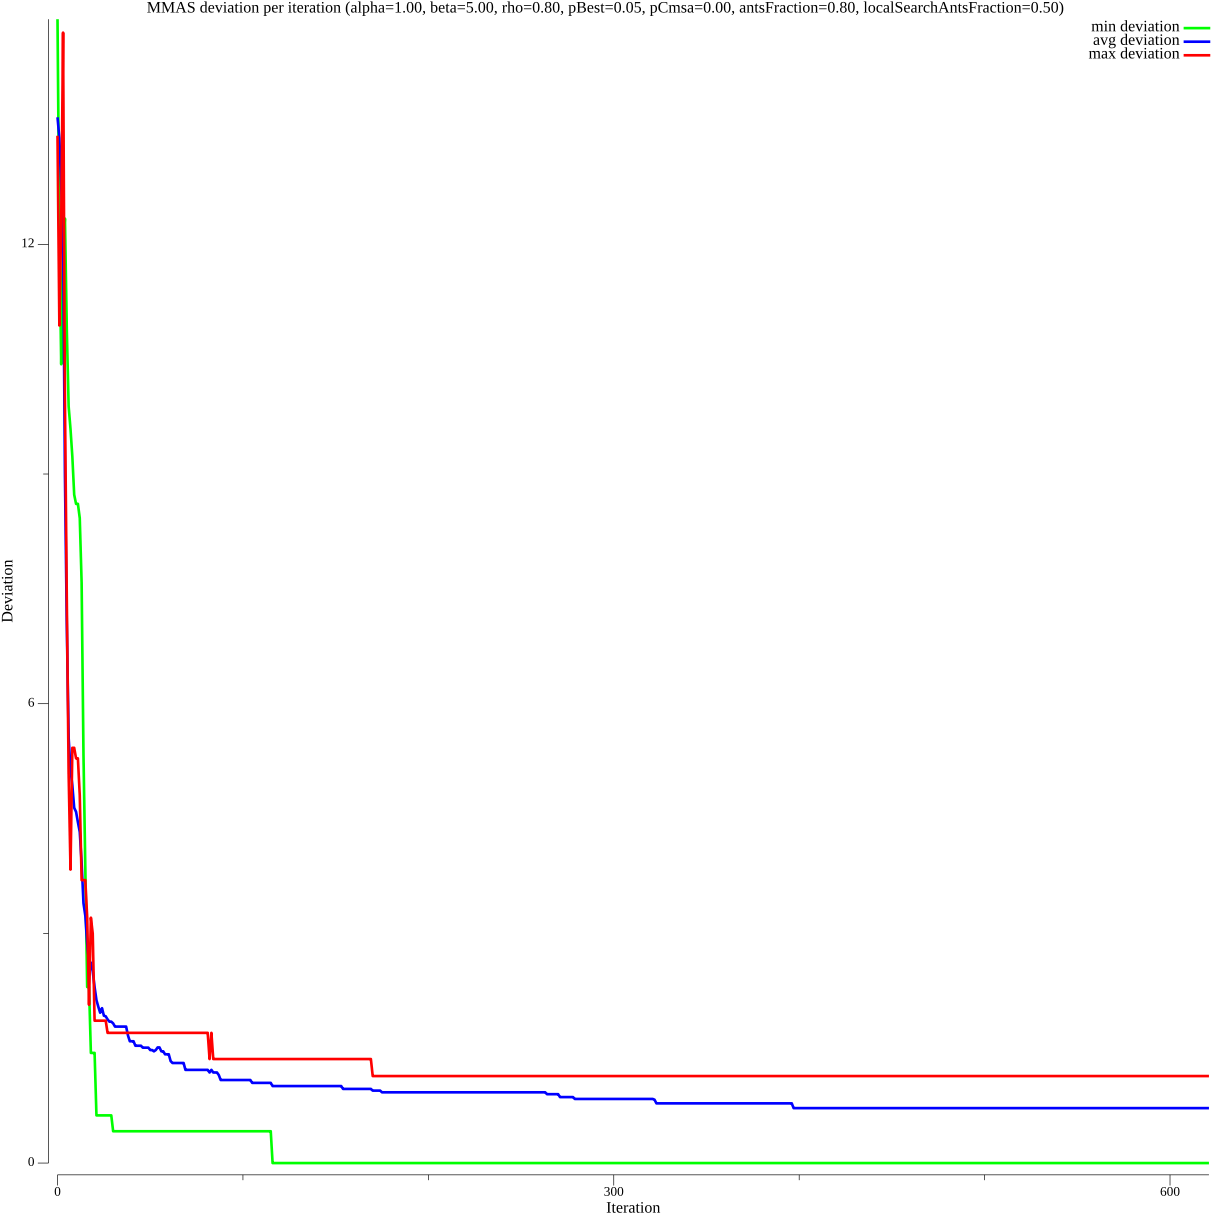 MMAS deviation per iteration (alpha=1.00, beta=5.00, rho=0.80, pBest=0.05, pCmsa=0.00, antsFraction=0.80, localSearchAntsFraction=0.50)
min deviation
avg deviation
max deviation
12
6
0
Deviation
0
300
600
Iteration